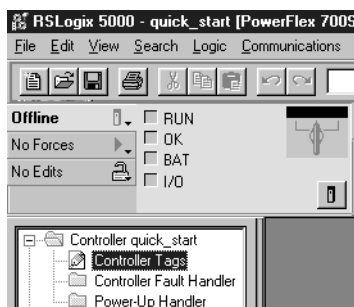 RSLogix 5000 - quick_start [PowerFlex 700S
File Edit View Search Logic Communications
Offline
RUN
No Forces
OK
BAT
No Edits
I/O
Controller quick_start
Controller Tags
Controller Fault Handler
Power-Up Handler